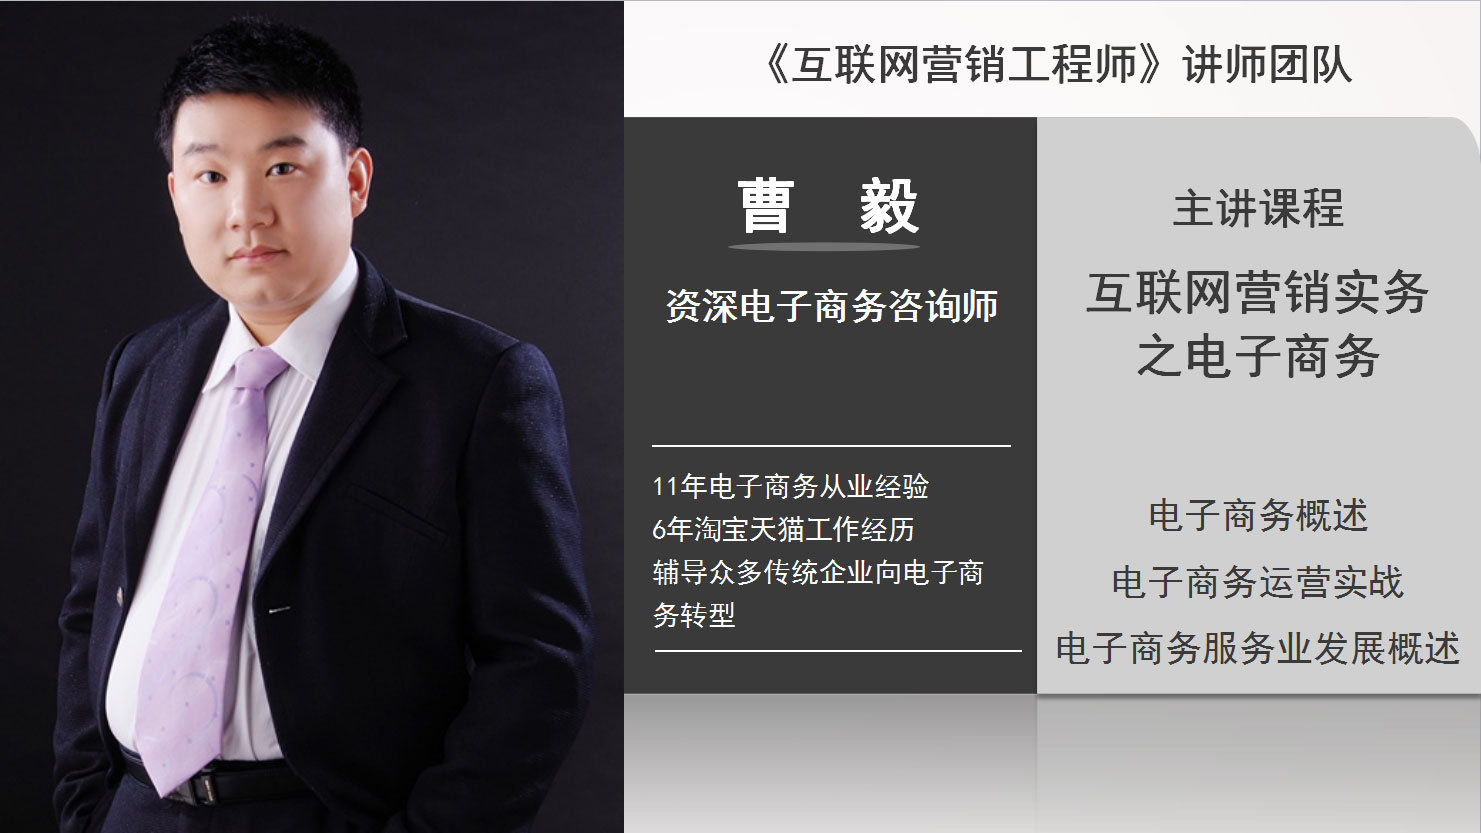 《互联网营销工程师》讲师团队
曹 毅
资深电子商务咨询师
11年电子商务从业经验
6年淘宝天猫工作经历
辅导众多传统企业向电子商
务转型
主讲课程
互联网营销实务
之电子商务
电子商务概述
电子商务运营实战
电子商务服务业发展概述